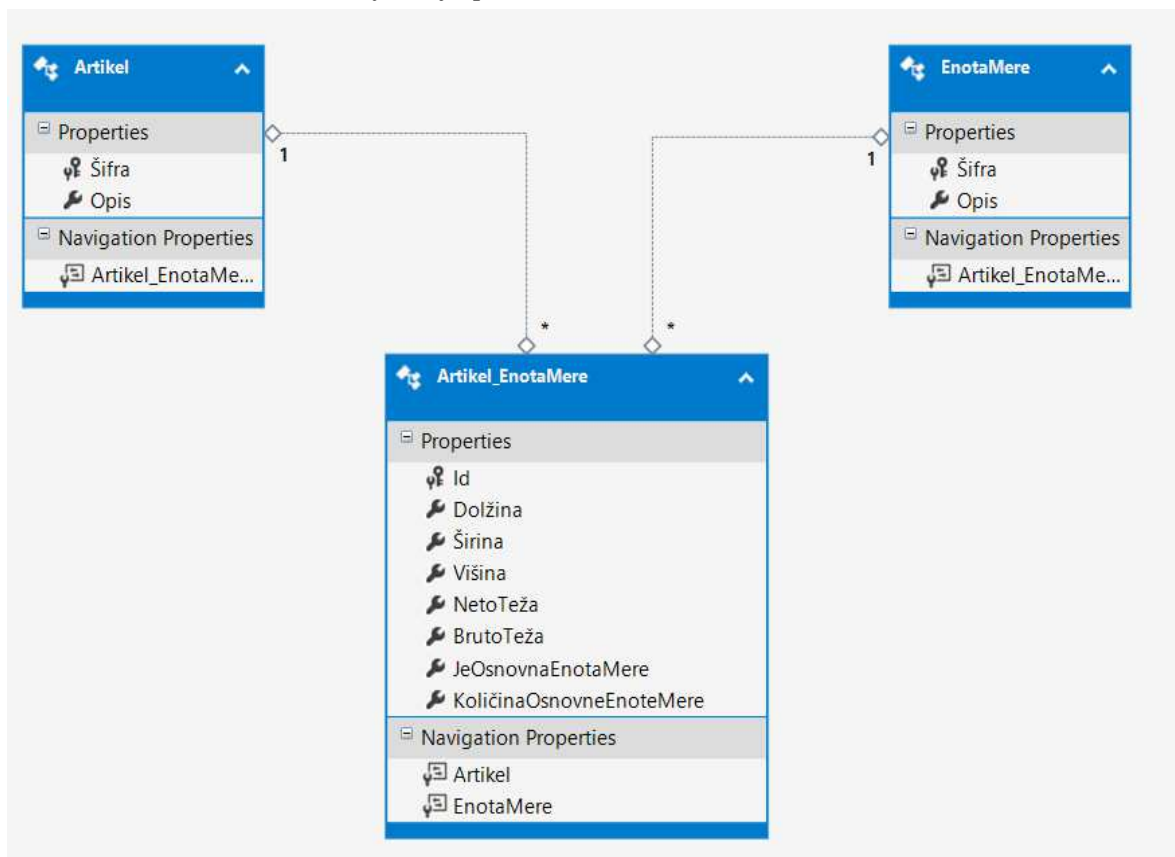 Artikel
Properties
Šifra
Opis
Navigation Properties
Artikel_EnotaMe...
1
*
EnotaMere
Properties
Šifra
Opis
Navigation Properties
Artikel_EnotaMe...
1
*
Artikel_EnotaMere
Properties
Id
Dolžina
Širina
Višina
NetoTeža
BrutoTeža
JeOsnovnaEnotaMere
KoličinaOsnovneEnoteMere
Navigation Properties
Artikel
EnotaMere